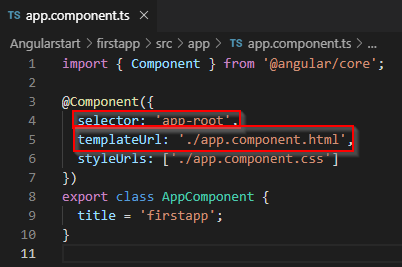 TS app.component.ts ×
Angularstart > firstapp > src > app > TS app.component.ts > ...
1 import { Component } from '@angular/core';
2
3 @Component({
4 selector: 'app-root',
5 templateUrl: './app.component.html',
6 styleUrls: ['./app.component.css']
7 })
8 export class AppComponent {
9 title = 'firstapp';
10 }
11